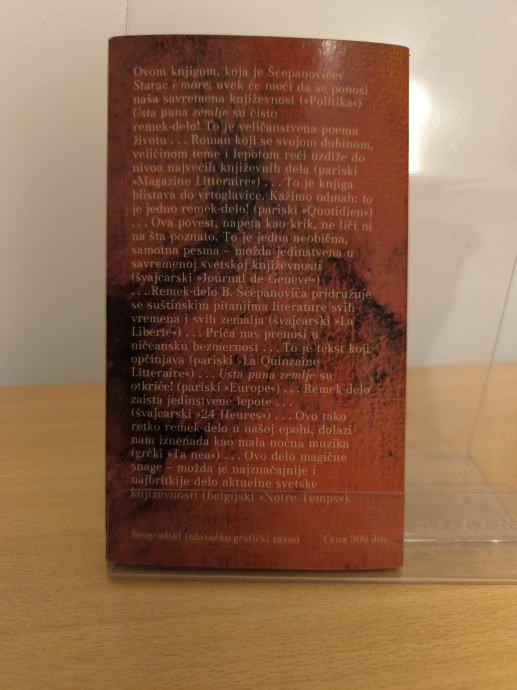 Ovom knjigom, koja je Šćepanovićev
Starac i more, uvek će moći da se ponosi
naša savremena književnost (»Politika«)
Usta puna zemlje su čisto
remek-delo! To je veličanstvena poema
životu ... Roman koji se svojom dubinom,
veličinom teme i lepotom reči uzdiže do
nivoa najvećih književnih dela (pariski
»Magazine Litteraire«) ... To je knjiga
blistava do vrtoglavice. Kažimo odmah: to
je jedno remek-delo! (pariski »Quotidien«)
... Ova povest, napeta kao krik, ne liči ni
na šta poznato. To je jedna neobična,
samotna pesma – možda jedinstvena u
savremenoj svetskoj književnosti
(švajcarski »Journal de Geneve«)
... Remek-delo B. Šćepanovića pridružuje
se suštinskim pitanjima literature svih
vremena i svih zemalja (švajcarski »La
Liberte«) ... Priča nas prenosi u
ničeansku bezmernost ... To je tekst koji
opčinjava (pariski »La Quinzaine
Litteraire«) ... Usta puna zemlje su
otkriće! (pariski »Europe«) ... Remek-delo
zaista jedinstvene lepote ...
(švajcarski »24 Heures«) ... Ovo tako
retko remek-delo u našoj epohi, dolazi
nam iznenada kao mala noćna muzika
(grčki »Ta nea«) ... Ovo delo magične
snage – možda je najznačajnije i
najbritkije delo aktuelne svetske
književnosti (belgijski »Notre Temps«).
Beogradski izdavačko-grafički zavod Cena 300 din.